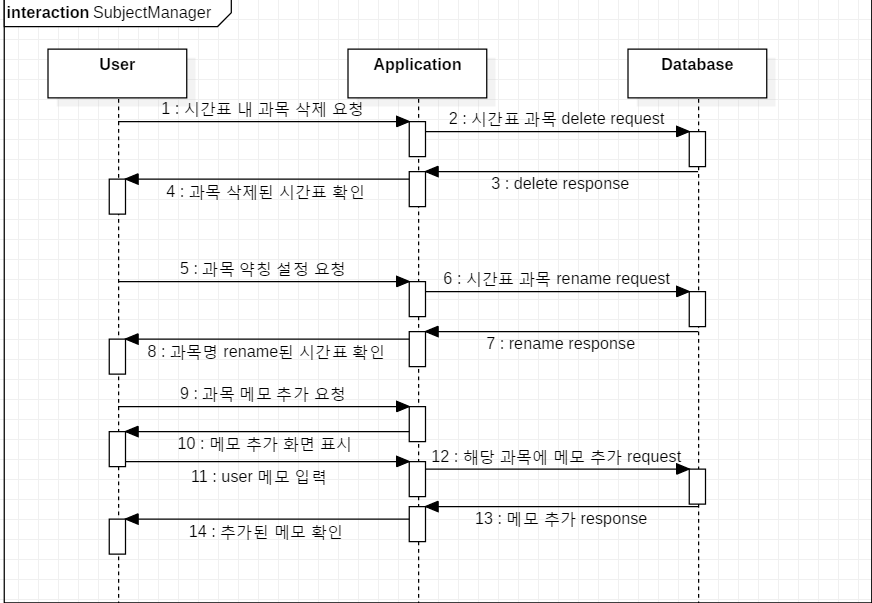 interaction SubjectManager
User
Application
Database
1 : 시간표 내 과목 삭제 요청
2 : 시간표 과목 delete request
3 : delete response
4 : 과목 삭제된 시간표 확인
5 : 과목 약칭 설정 요청
6 : 시간표 과목 rename request
7 : rename response
8 : 과목명 rename된 시간표 확인
9 : 과목 메모 추가 요청
10 : 메모 추가 화면 표시
11 : user 메모 입력
12 : 해당 과목에 메모 추가 request
13 : 메모 추가 response
14 : 추가된 메모 확인